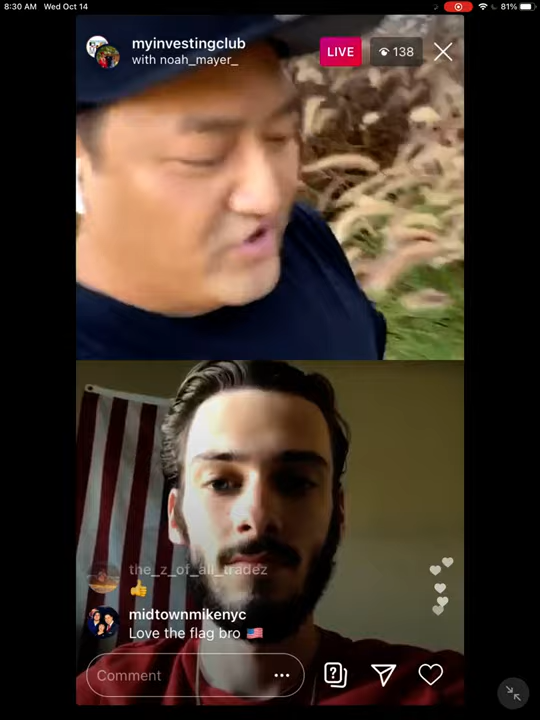 8:30 AM Wed Oct 14
81%
myinvestingclub
with noah_mayer_
LIVE
138
the_z_of_all_tradez
👍
midtownmikenyc
Love the flag bro 🇺🇸
Comment